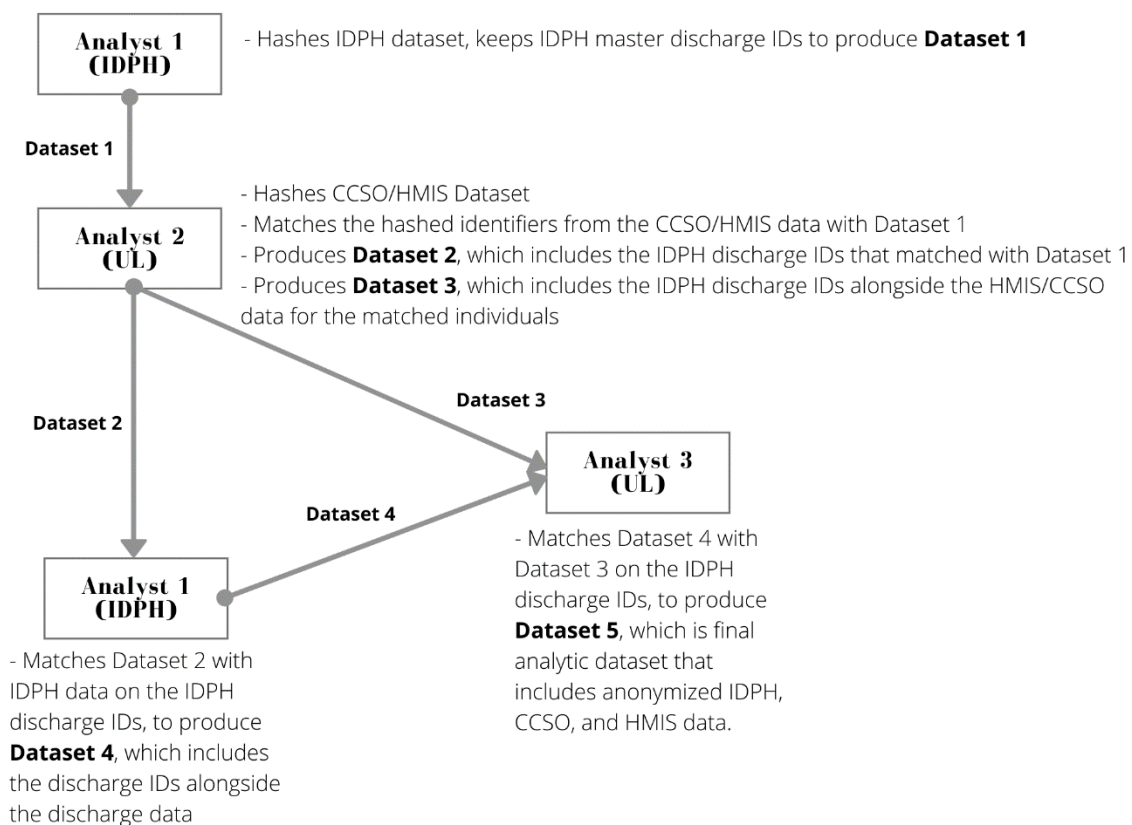 Analyst 1
(IDPH)
- Hashes IDPH dataset, keeps IDPH master discharge IDs to produce Dataset 1
Dataset 1
Analyst 2
(UL)
- Hashes CCSO/HMIS Dataset
- Matches the hashed identifiers from the CCSO/HMIS data with Dataset 1
- Produces Dataset 2, which includes the IDPH discharge IDs that matched with Dataset 1
- Produces Dataset 3, which includes the IDPH discharge IDs alongside the HMIS/CCSO
data for the matched individuals
Dataset 2
Dataset 3
Dataset 4
Analyst 3
(UL)
- Matches Dataset 4 with
Dataset 3 on the IDPH
discharge IDs, to produce
Dataset 5, which is final
analytic dataset that
includes anonymized IDPH,
CCSO, and HMIS data.
Analyst 1
(IDPH)
- Matches Dataset 2 with
IDPH data on the IDPH
discharge IDs, to produce
Dataset 4, which includes
the discharge IDs alongside
the discharge data